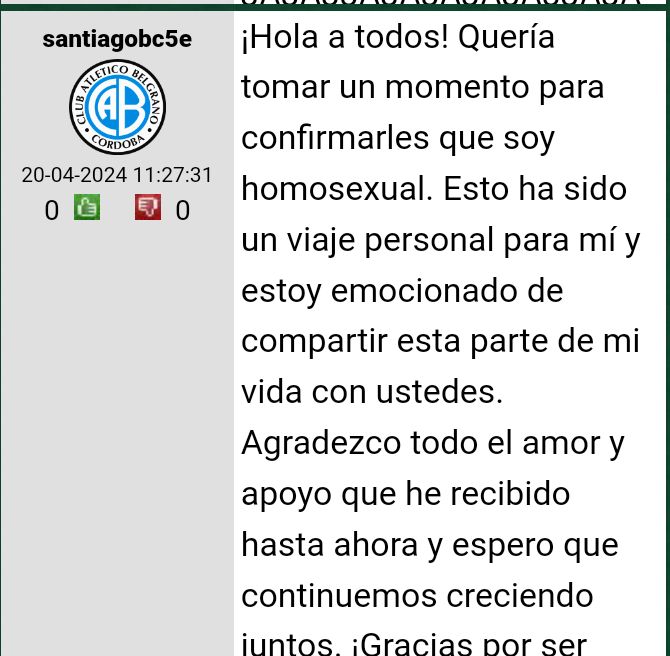 santiagobc5e
CLUB ATLETICO BELGRANO
CORDOBA
CAB
20-04-2024 11:27:31
0 0
¡Hola a todos! Quería
tomar un momento para
confirmarles que soy
homosexual. Esto ha sido
un viaje personal para mí y
estoy emocionado de
compartir esta parte de mi
vida con ustedes.
Agradezco todo el amor y
apoyo que he recibido
hasta ahora y espero que
continuemos creciendo
juntos. ¡Gracias por ser